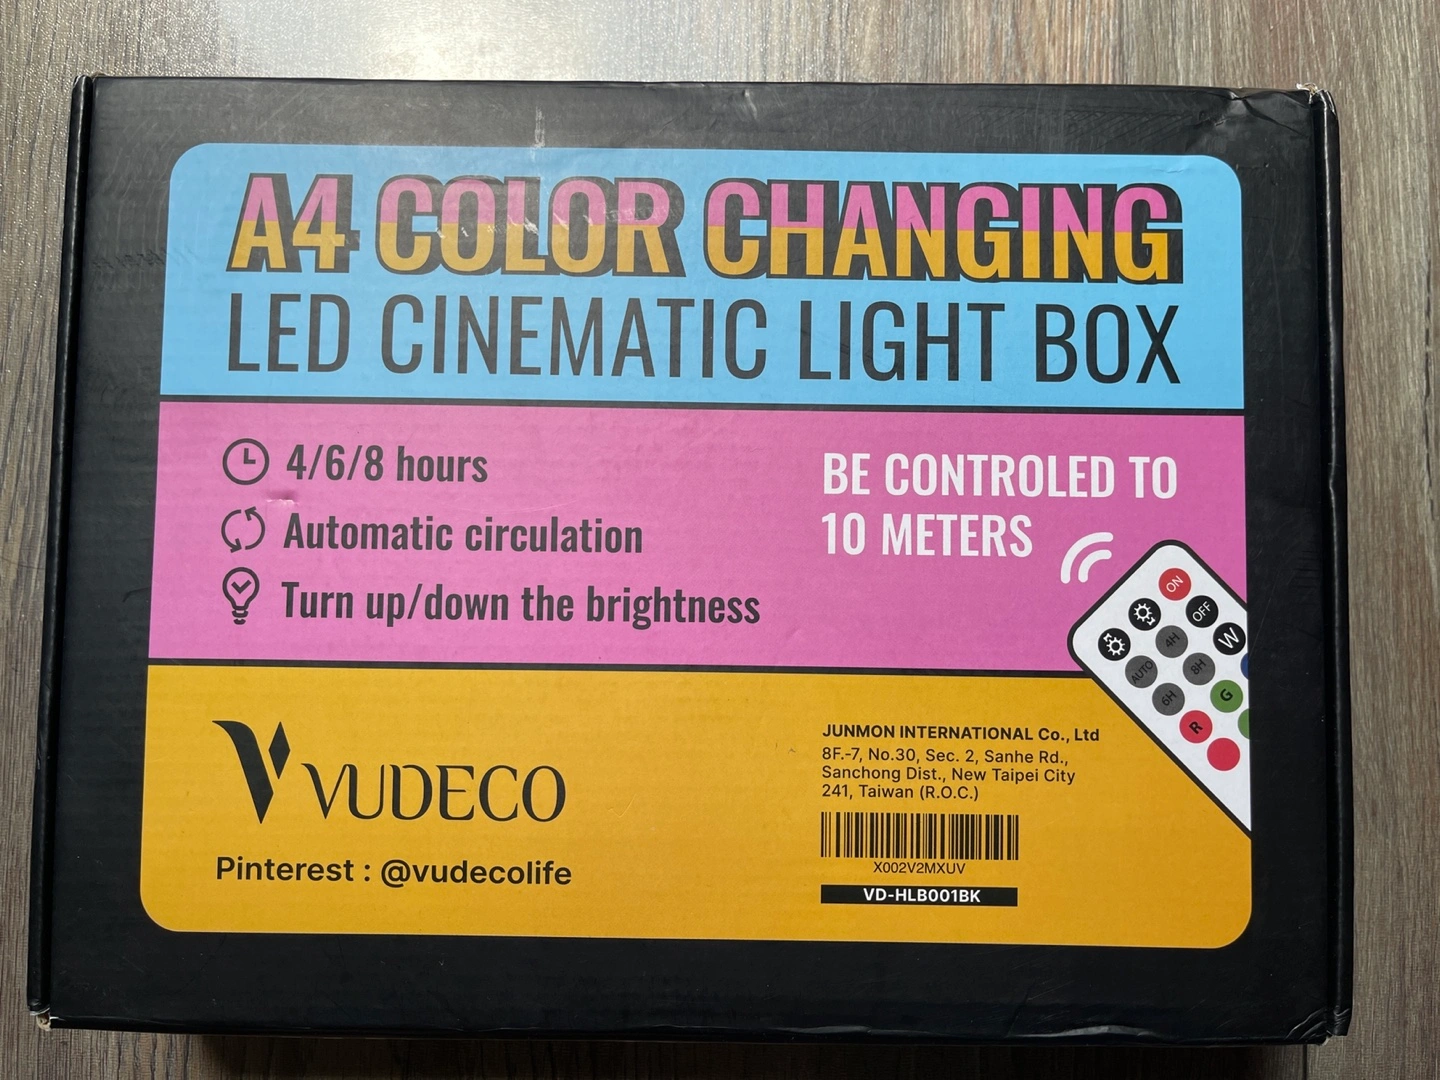 A4 COLOR CHANGING
LED CINEMATIC LIGHT BOX
4/6/8 hours
Automatic circulation
Turn up/down the brightness
BE CONTROLED TO
10 METERS
ON
OFF
W
4H
8H
G
AUTO
6H
R
VUDECO
Pinterest : @vudecolife
JUNMON INTERNATIONAL Co., Ltd
8F.-7, No.30, Sec. 2, Sanhe Rd.,
Sanchong Dist., New Taipei City
241, Taiwan (R.O.C.)
X002V2MXUV
VD-HLB001BK